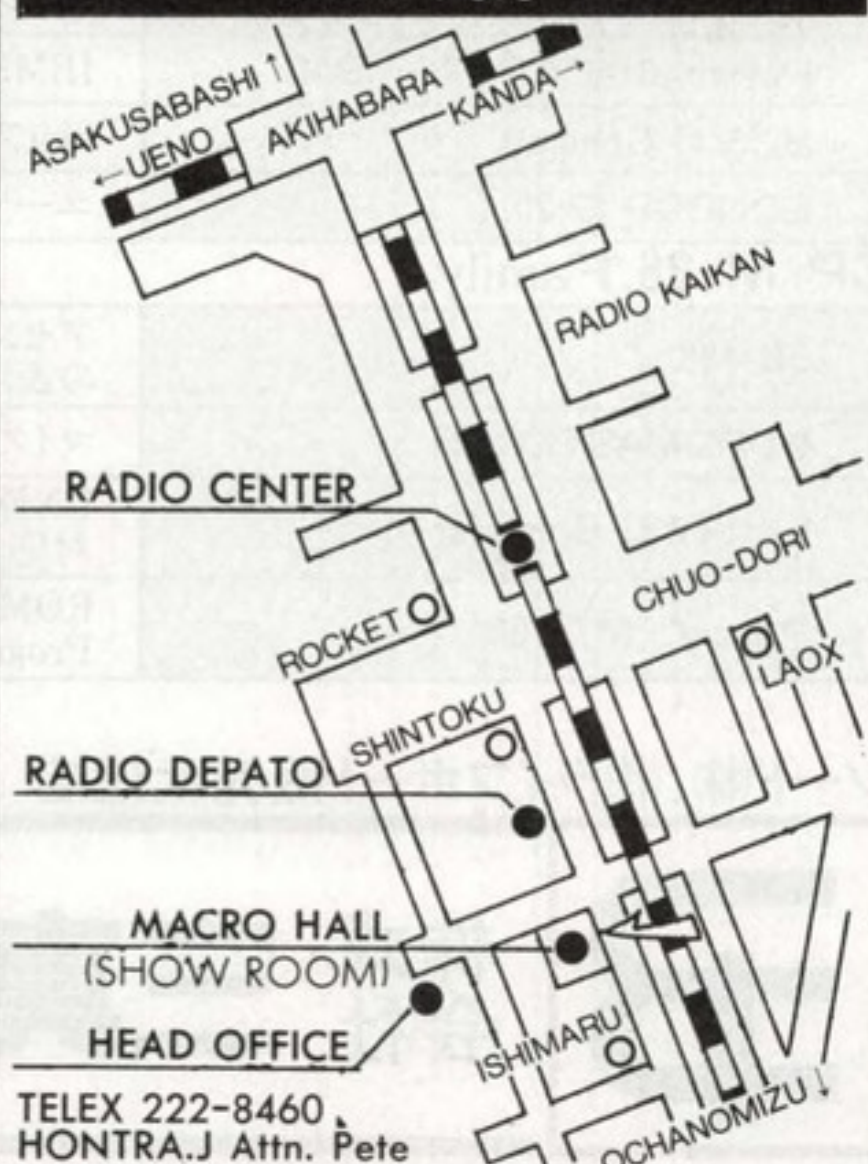 ASAKUSABASHI ↑
← UENO
AKIHABARA
KANDA →
RADIO KAIKAN
RADIO CENTER
CHUO-DORI
ROCKET
LAOX
SHINTOKU
RADIO DEPATO
MACRO HALL
(SHOW ROOM)
HEAD OFFICE
ISHIMARU
OCHANOMIZU
TELEX 222-8460
HONTRA.J Attn. Pete